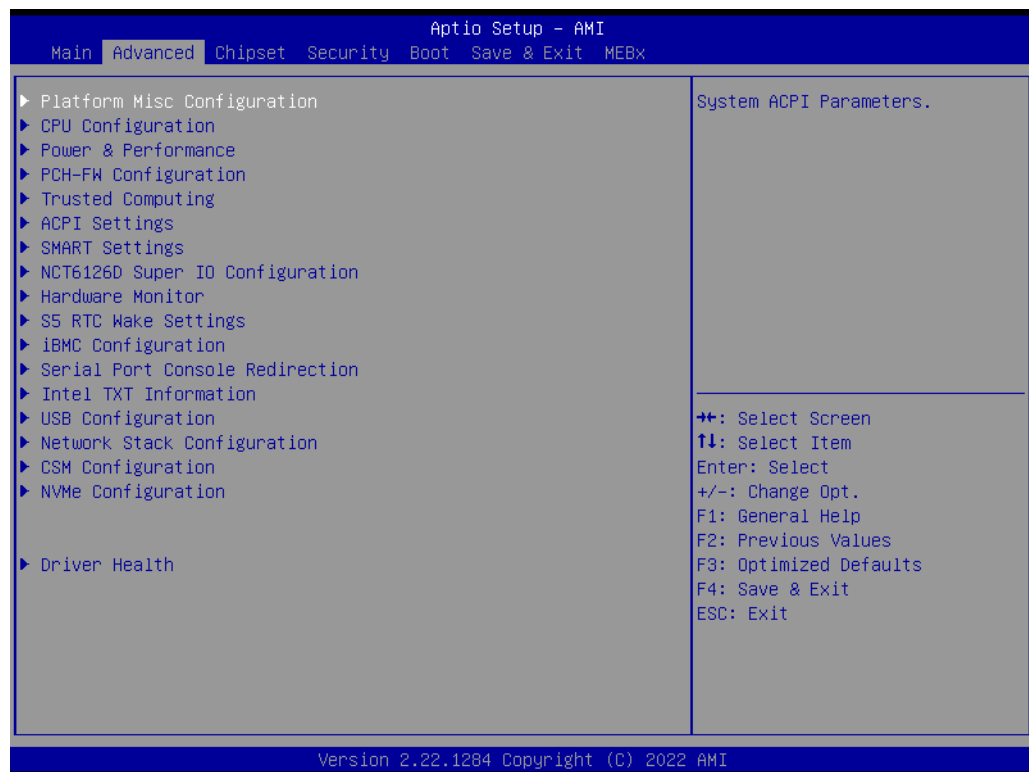 Aptio Setup – AMI
Main Advanced Chipset Security Boot Save & Exit MEBx
Platform Misc Configuration
CPU Configuration
Power & Performance
PCH-FW Configuration
Trusted Computing
ACPI Settings
SMART Settings
NCT6126D Super IO Configuration
Hardware Monitor
S5 RTC Wake Settings
iBMC Configuration
Serial Port Console Redirection
Intel TXT Information
USB Configuration
Network Stack Configuration
CSM Configuration
NVMe Configuration
Driver Health
System ACPI Parameters.
→←: Select Screen
↑↓: Select Item
Enter: Select
+/-: Change Opt.
F1: General Help
F2: Previous Values
F3: Optimized Defaults
F4: Save & Exit
ESC: Exit
Version 2.22.1284 Copyright (C) 2022 AMI